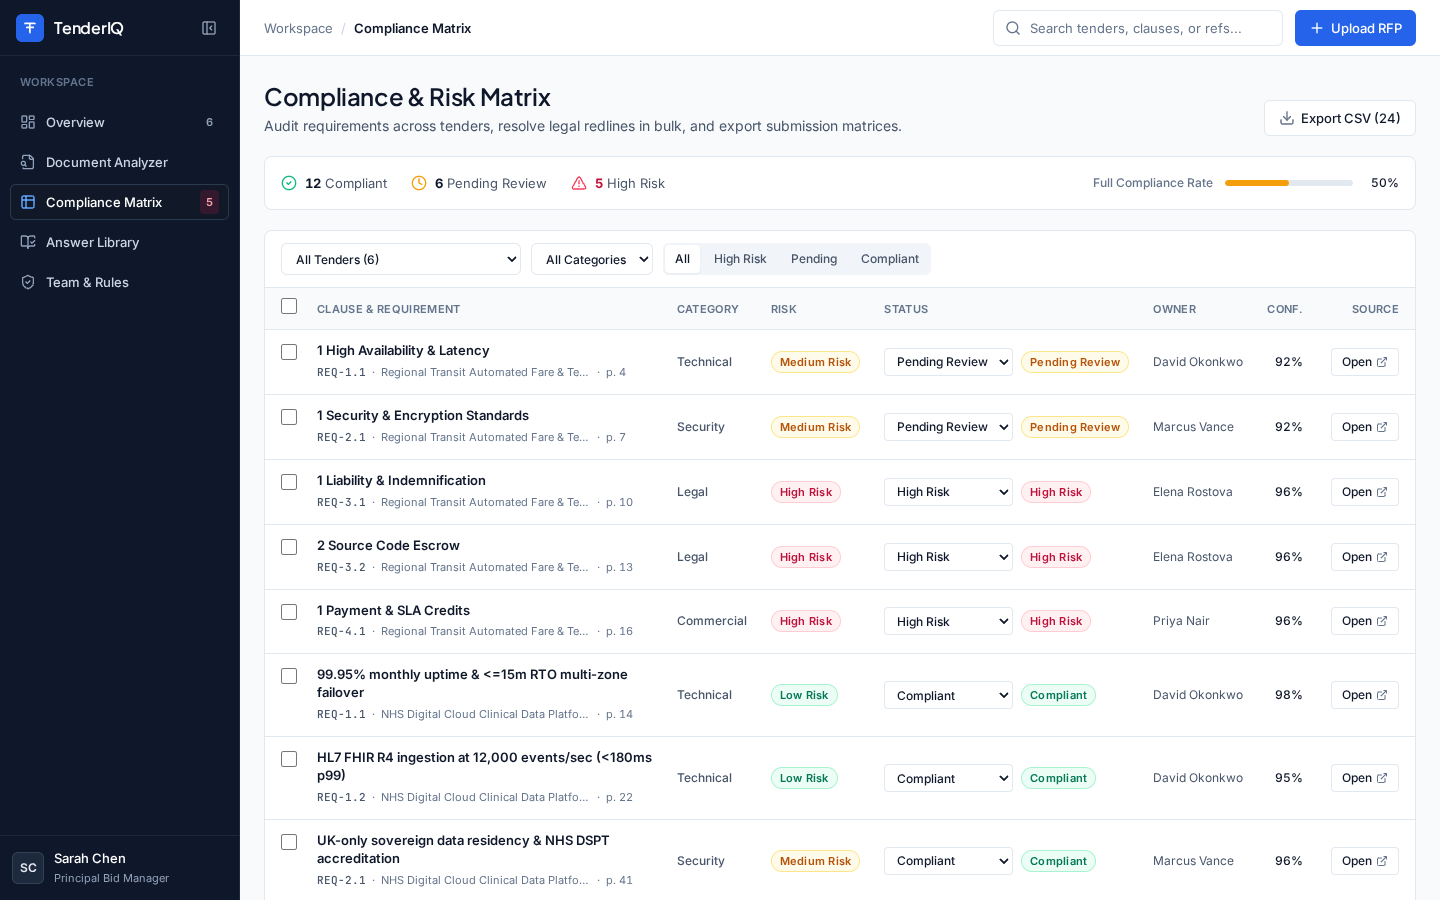 TenderIQ
Workspace / Compliance Matrix
Search tenders, clauses, or refs...
Upload RFP
WORKSPACE
Overview 6
Document Analyzer
Compliance Matrix 5
Answer Library
Team & Rules
SC
Sarah Chen
Principal Bid Manager
Compliance & Risk Matrix
Audit requirements across tenders, resolve legal redlines in bulk, and export submission matrices.
Export CSV (24)
12 Compliant 6 Pending Review 5 High Risk
Full Compliance Rate 50%
All Tenders (6) All Categories All High Risk Pending Compliant
CLAUSE & REQUIREMENT CATEGORY RISK STATUS OWNER CONF. SOURCE
1 High Availability & Latency
REQ-1.1 · Regional Transit Automated Fare & Te... · p. 4
Technical Medium Risk Pending Review Pending Review David Okonkwo 92% Open
1 Security & Encryption Standards
REQ-2.1 · Regional Transit Automated Fare & Te... · p. 7
Security Medium Risk Pending Review Pending Review Marcus Vance 92% Open
1 Liability & Indemnification
REQ-3.1 · Regional Transit Automated Fare & Te... · p. 10
Legal High Risk High Risk High Risk Elena Rostova 96% Open
2 Source Code Escrow
REQ-3.2 · Regional Transit Automated Fare & Te... · p. 13
Legal High Risk High Risk High Risk Elena Rostova 96% Open
1 Payment & SLA Credits
REQ-4.1 · Regional Transit Automated Fare & Te... · p. 16
Commercial High Risk High Risk High Risk Priya Nair 96% Open
99.95% monthly uptime & <=15m RTO multi-zone
failover
REQ-1.1 · NHS Digital Cloud Clinical Data Platfo... · p. 14
Technical Low Risk Compliant Compliant David Okonkwo 98% Open
HL7 FHIR R4 ingestion at 12,000 events/sec (<180ms
p99)
REQ-1.2 · NHS Digital Cloud Clinical Data Platfo... · p. 22
Technical Low Risk Compliant Compliant David Okonkwo 95% Open
UK-only sovereign data residency & NHS DSPT
accreditation
REQ-2.1 · NHS Digital Cloud Clinical Data Platfo... · p. 41
Security Medium Risk Compliant Compliant Marcus Vance 96% Open